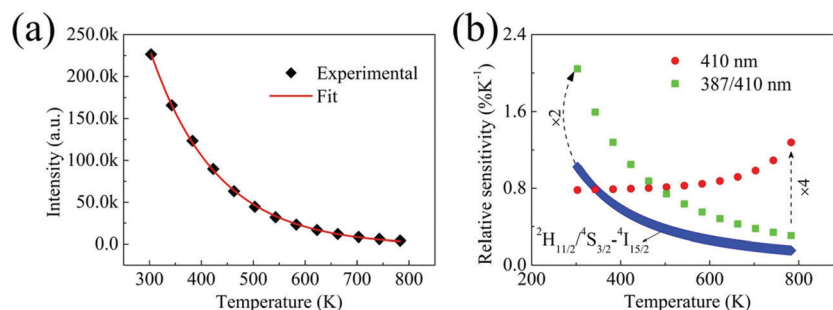 (a)
250.0k
200.0k
150.0k
100.0k
50.0k
0.0
Intensity (a.u.)
Experimental
Fit
300 400 500 600 700 800
Temperature (K)
(b)
2.4
1.8
1.2
0.6
0.0
Relative sensitivity (%K⁻¹)
410 nm
387/410 nm
×2
×4
²H₁₁/₂/⁴S₃/₂-⁴I₁₅/₂
200 400 600 800
Temperature (K)